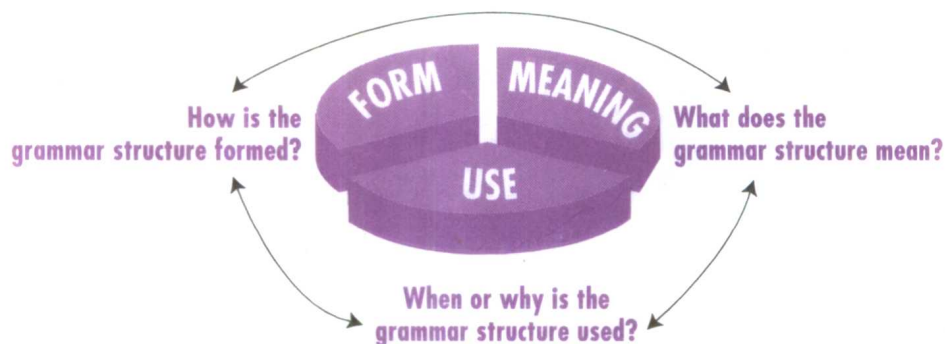 FORM
MEANING
How is the
grammar structure formed?
What does the
grammar structure mean?
USE
When or why is the
grammar structure used?